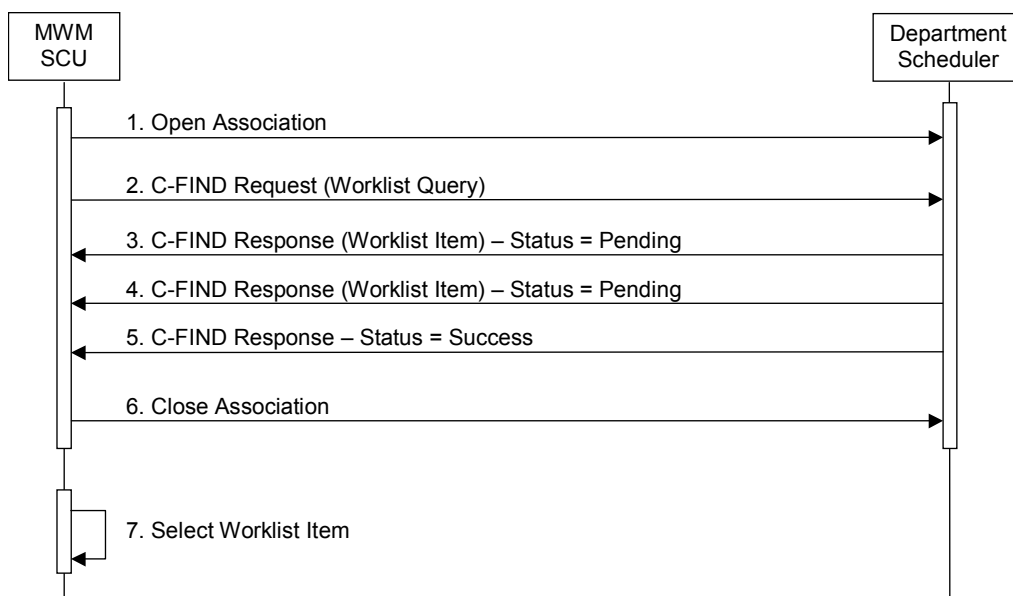 MWM
SCU
Department
Scheduler
1. Open Association
2. C-FIND Request (Worklist Query)
3. C-FIND Response (Worklist Item) – Status = Pending
4. C-FIND Response (Worklist Item) – Status = Pending
5. C-FIND Response – Status = Success
6. Close Association
7. Select Worklist Item